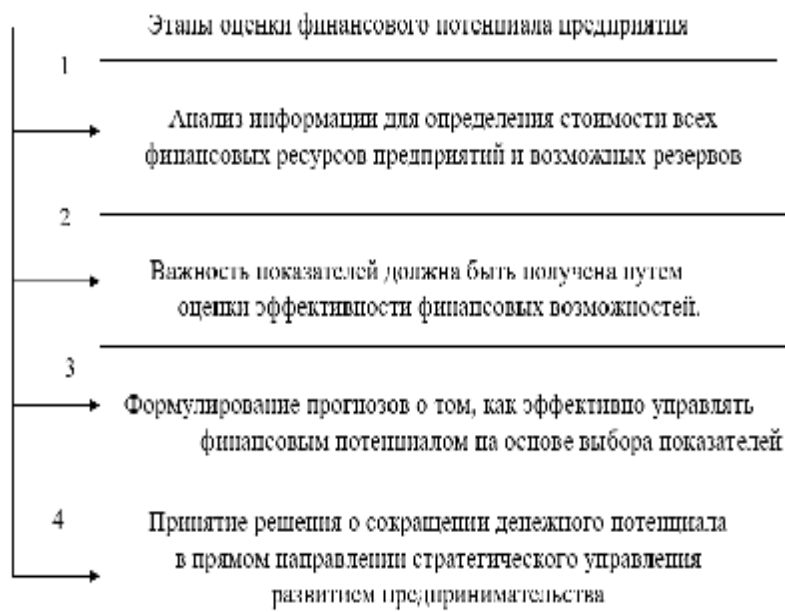 Этапы оценки финансового потенциала предприятия
1
Анализ информации для определения стоимости всех
финансовых ресурсов предприятий и возможных резервов
2
Важность показателей должна быть получена путем
оценки эффективности финансовых возможностей.
3
Формулирование прогнозов о том, как эффективно управлять
финансовым потенциалом на основе выбора показателей
4
Принятие решения о сокращении денежного потенциала
в прямом направлении стратегического управления
развитием предпринимательства